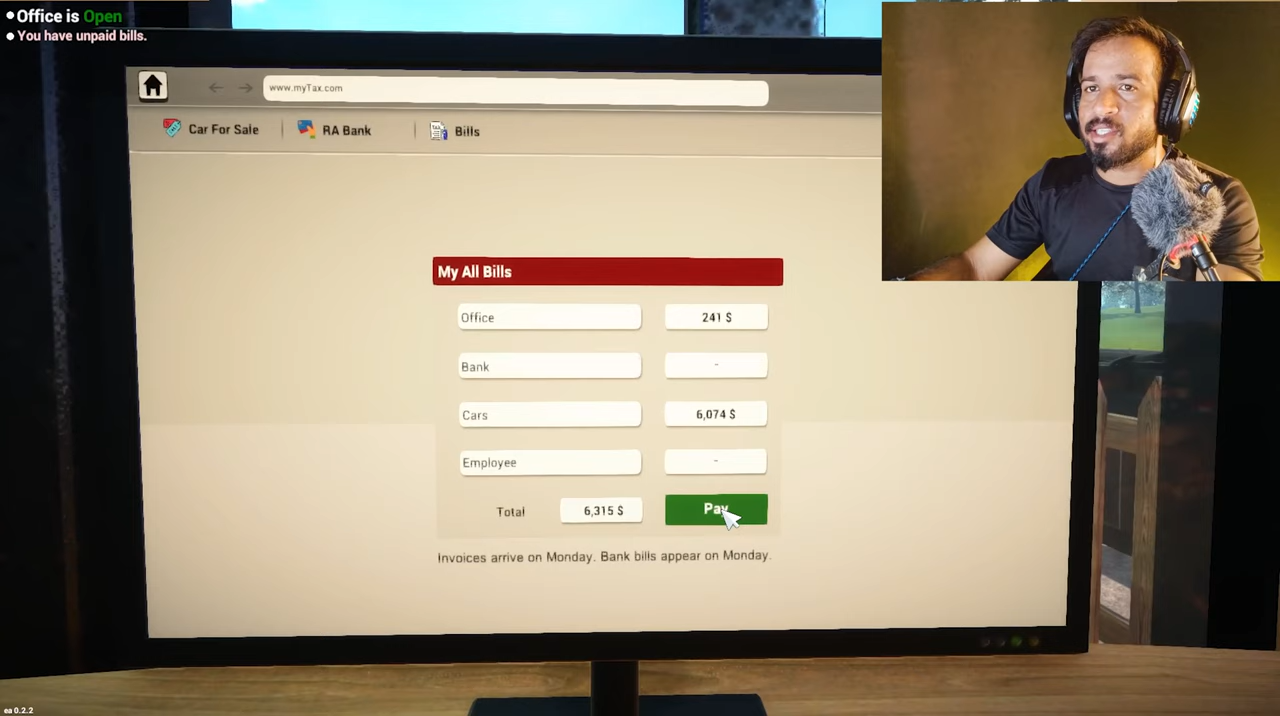 Office is Open
You have unpaid bills.
www.myTax.com
Car For Sale
RA Bank
Bills
My All Bills
Office 241 $
Bank -
Cars 6,074 $
Employee -
Total 6,315 $ Pay
Invoices arrive on Monday. Bank bills appear on Monday.
ea 0.2.2